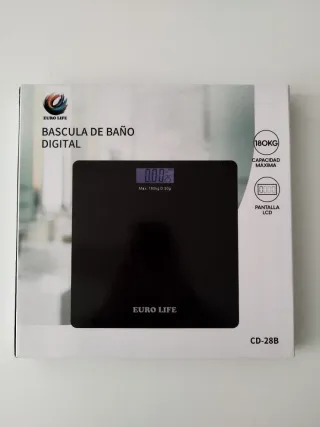 EURO LIFE
BASCULA DE BAÑO
DIGITAL
180KG
CAPACIDAD
MÁXIMA
PANTALLA
LCD
EURO LIFE
CD-28B